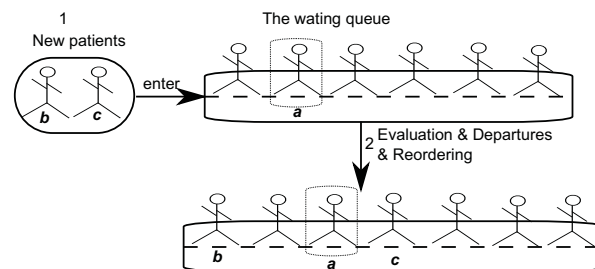 1
New patients
The wating queue
b
c
enter
a
2 Evaluation & Departures
& Reordering
b
a
c